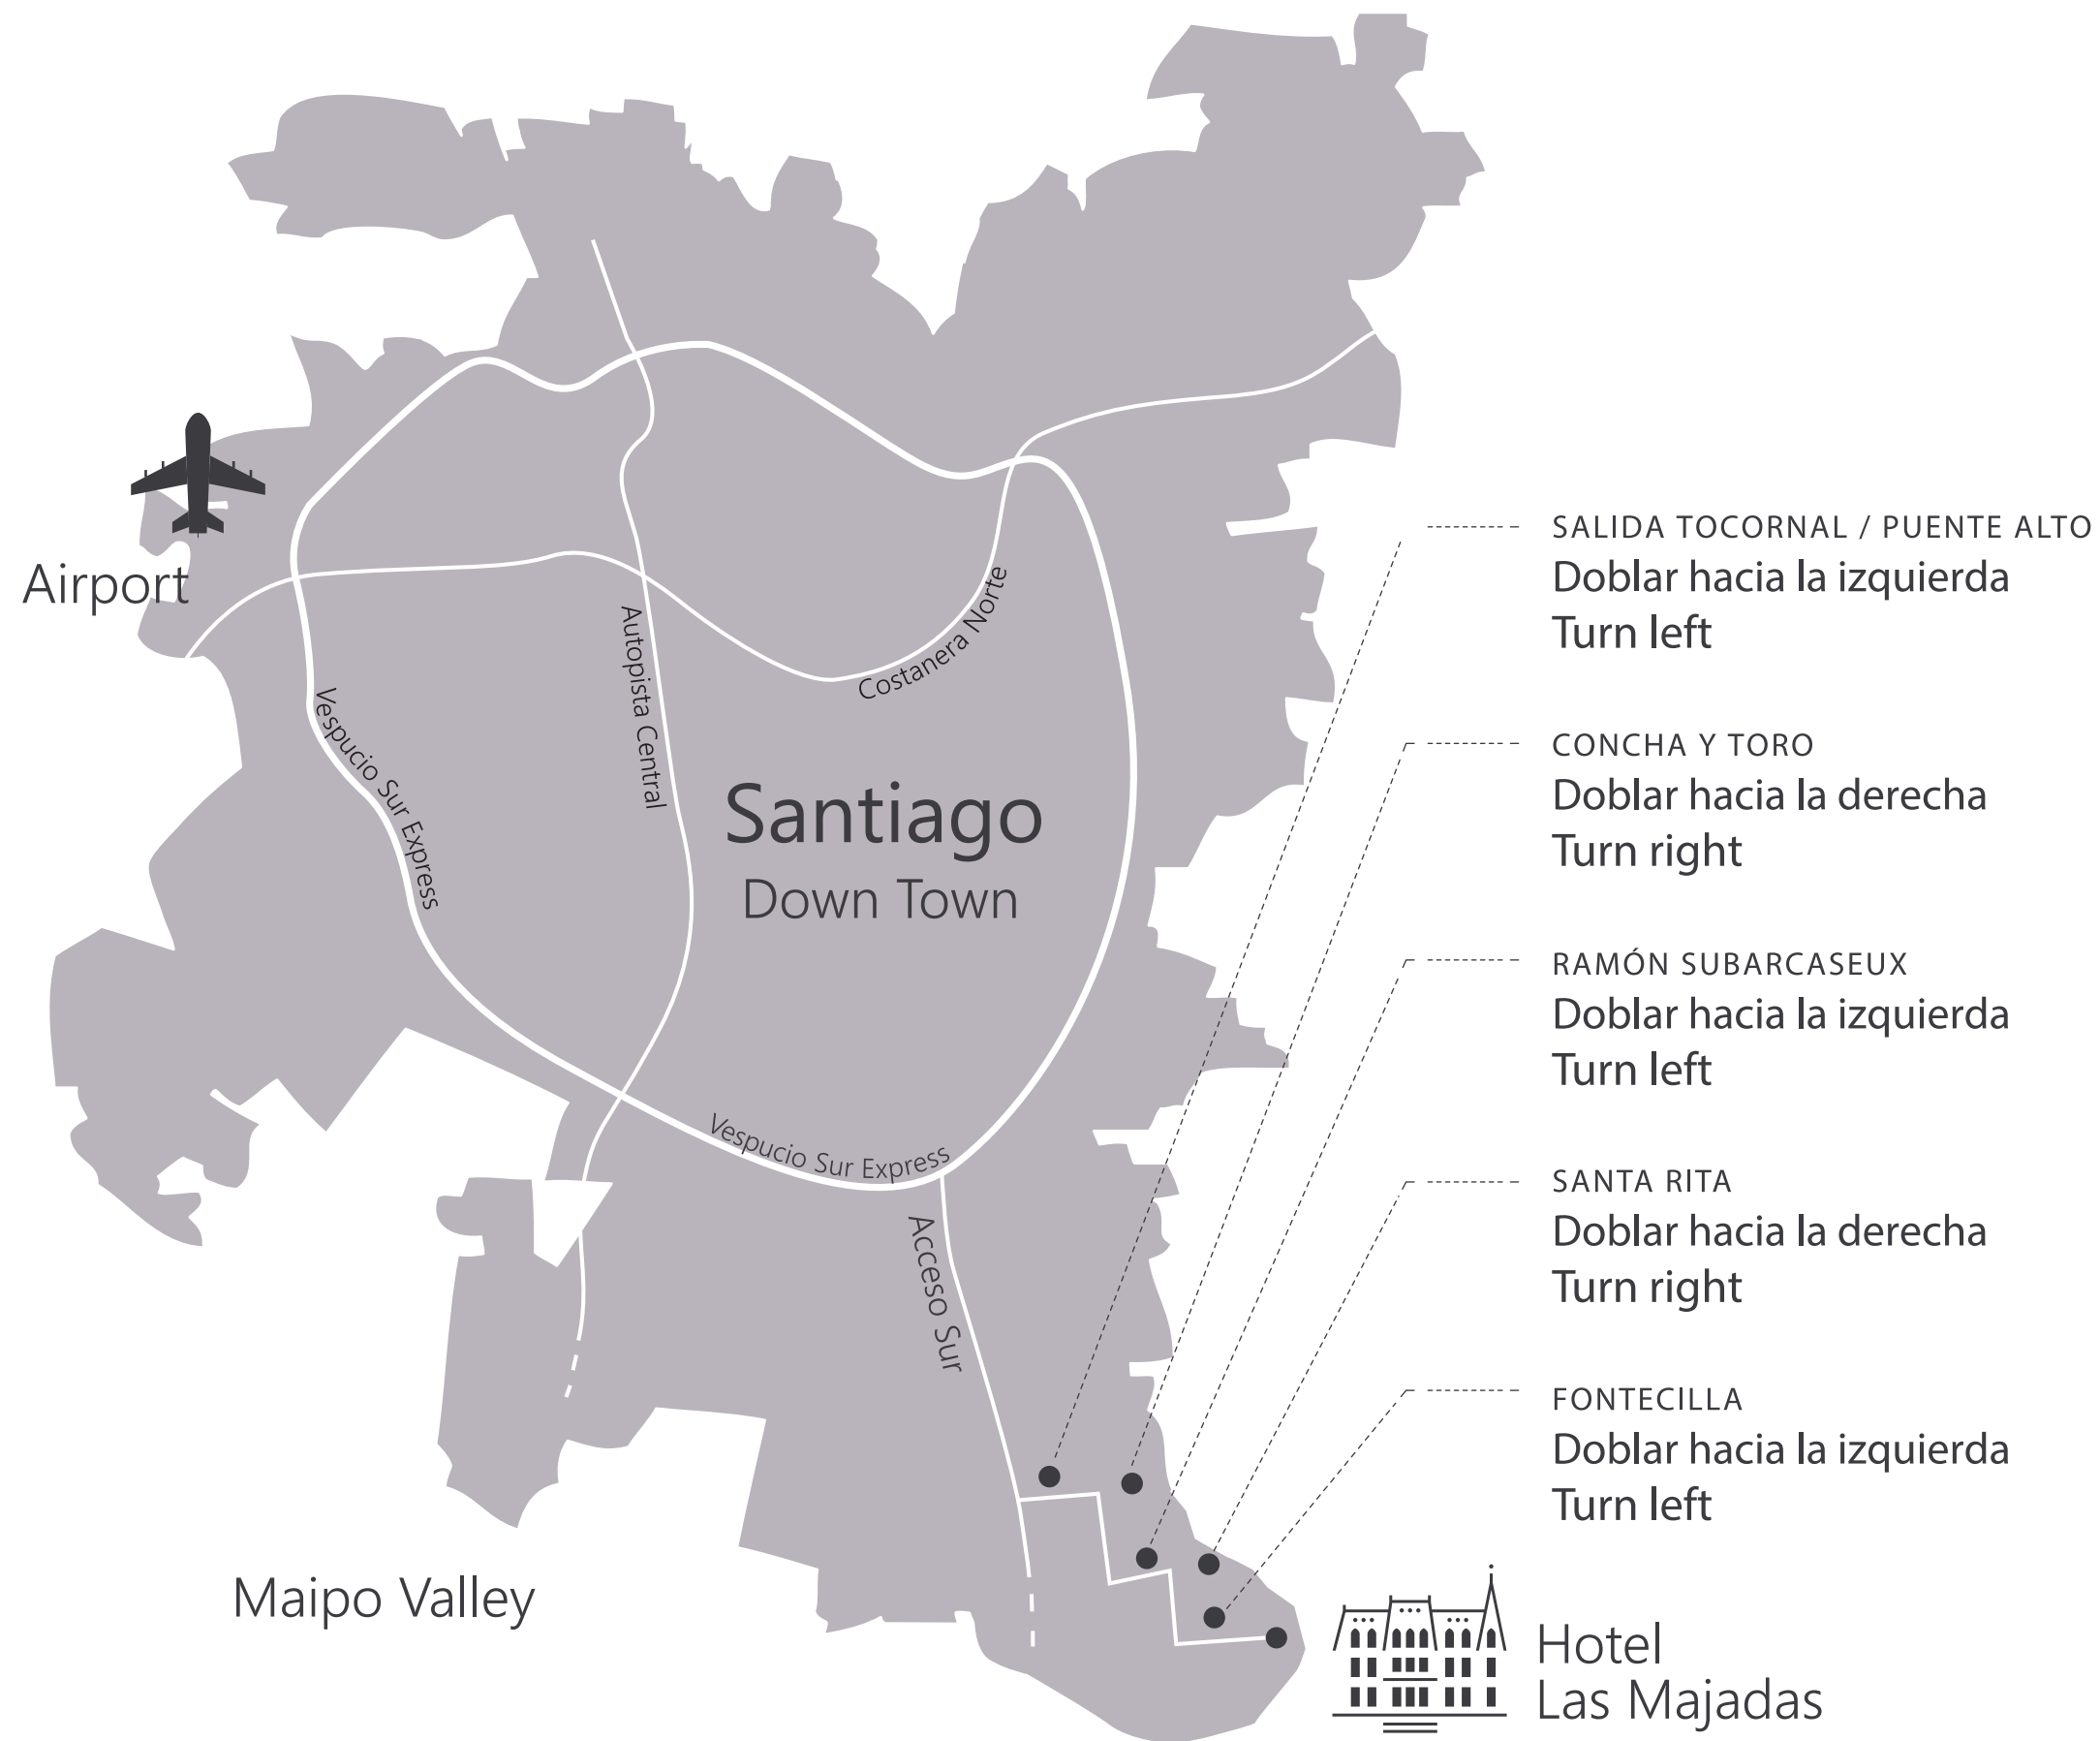 Airport
Vespucio Sur Express
Autopista Central
Costanera Norte
Santiago
Down Town
Vespucio Sur Express
Acceso Sur
Maipo Valley
SALIDA TOCORNAL / PUENTE ALTO
Doblar hacia la izquierda
Turn left
CONCHA Y TORO
Doblar hacia la derecha
Turn right
RAMÓN SUBARCASEUX
Doblar hacia la izquierda
Turn left
SANTA RITA
Doblar hacia la derecha
Turn right
FONTECILLA
Doblar hacia la izquierda
Turn left
Hotel
Las Majadas